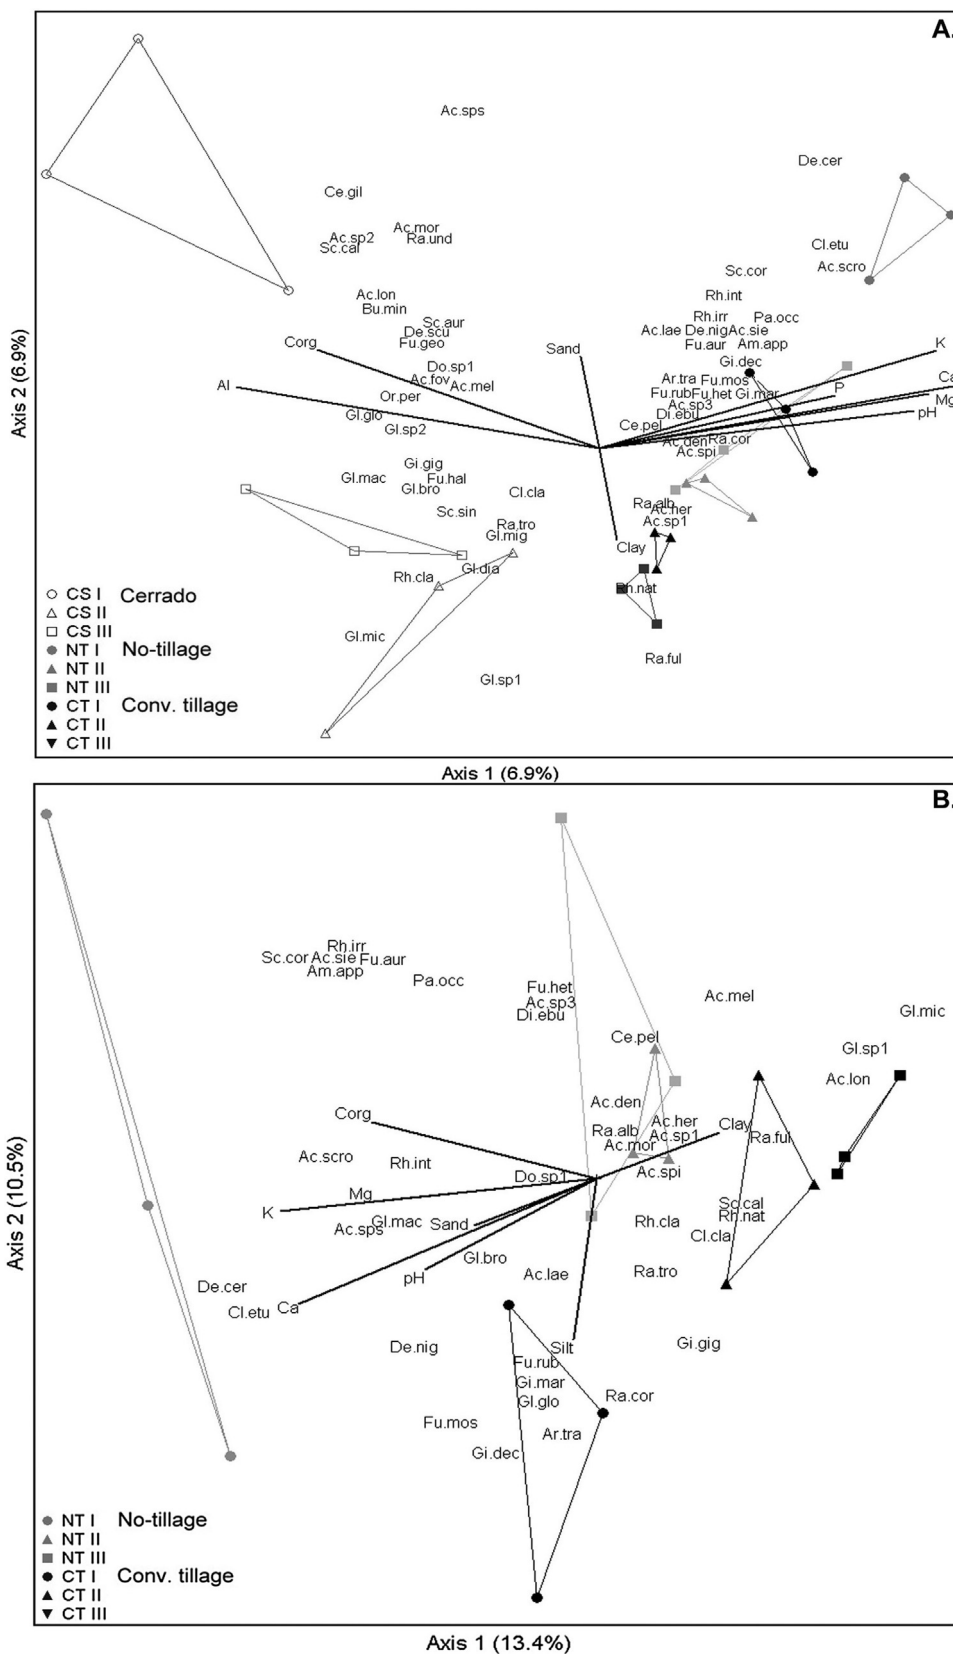 A.
Ac.sps
De.cer
Ce.gil
Ac.mor
Ac.sp2
Ra.und
Sc.cal
Cl.etu
Ac.scro
Sc.cor
Ac.lon
Rh.int
Bu.min
Rh.irr
Pa.occ
Sc.aur
De.scu
Ac.lae De.nig Ac.sie
Corg
Fu.geo
Sand
Fu.aur
Am.app
K
Gi.dec
Do.sp1
Ac.fov
Ac.mel
Ar.tra Fu.mos
Al
P
Ca
Or.per
Fu.rub Fu.het Gi.mar
Mg
Ac.sp3
pH
Gl.glo
Di.ebu
Gl.sp2
Ce.pel
Ac.den Ra.cor
Ac.spi
Gi.gig
Gl.mac
Fu.hal
Gl.bro
Cl.cla
Ra.alb
Sc.sin
Ac.her
Ra.tro
Ac.sp1
Gl.mig
Clay
Gl.dia
Rh.cla
Rh.nat
Gl.mic
Ra.ful
Gl.sp1
CS I Cerrado
CS II
CS III
NT I No-tillage
NT II
NT III
CT I Conv. tillage
CT II
CT III
Axis 2 (6.9%)
Axis 1 (6.9%)
B.
Rh.irr
Sc.cor Ac.sie Fu.aur
Am.app
Pa.occ
Fu.het
Ac.mel
Ac.sp3
Gl.mic
Di.ebu
Ce.pel
Gl.sp1
Ac.lon
Ac.den
Corg
Ac.her
Clay
Ra.alb
Ac.sp1
Ra.ful
Ac.mor
Ac.scro
Rh.int
Ac.spi
Do.sp1
Mg
Sc.cal
K
Rh.nat
Gl.mac
Sand
Rh.cla
Ac.sps
Cl.cla
Gl.bro
Ra.tro
Ac.lae
pH
De.cer
Ca
Cl.etu
Gi.gig
De.nig
Silt
Fu.rub
Gi.mar
Ra.cor
Gl.glo
Fu.mos
Ar.tra
Gi.dec
NT I No-tillage
NT II
NT III
CT I Conv. tillage
CT II
CT III
Axis 2 (10.5%)
Axis 1 (13.4%)